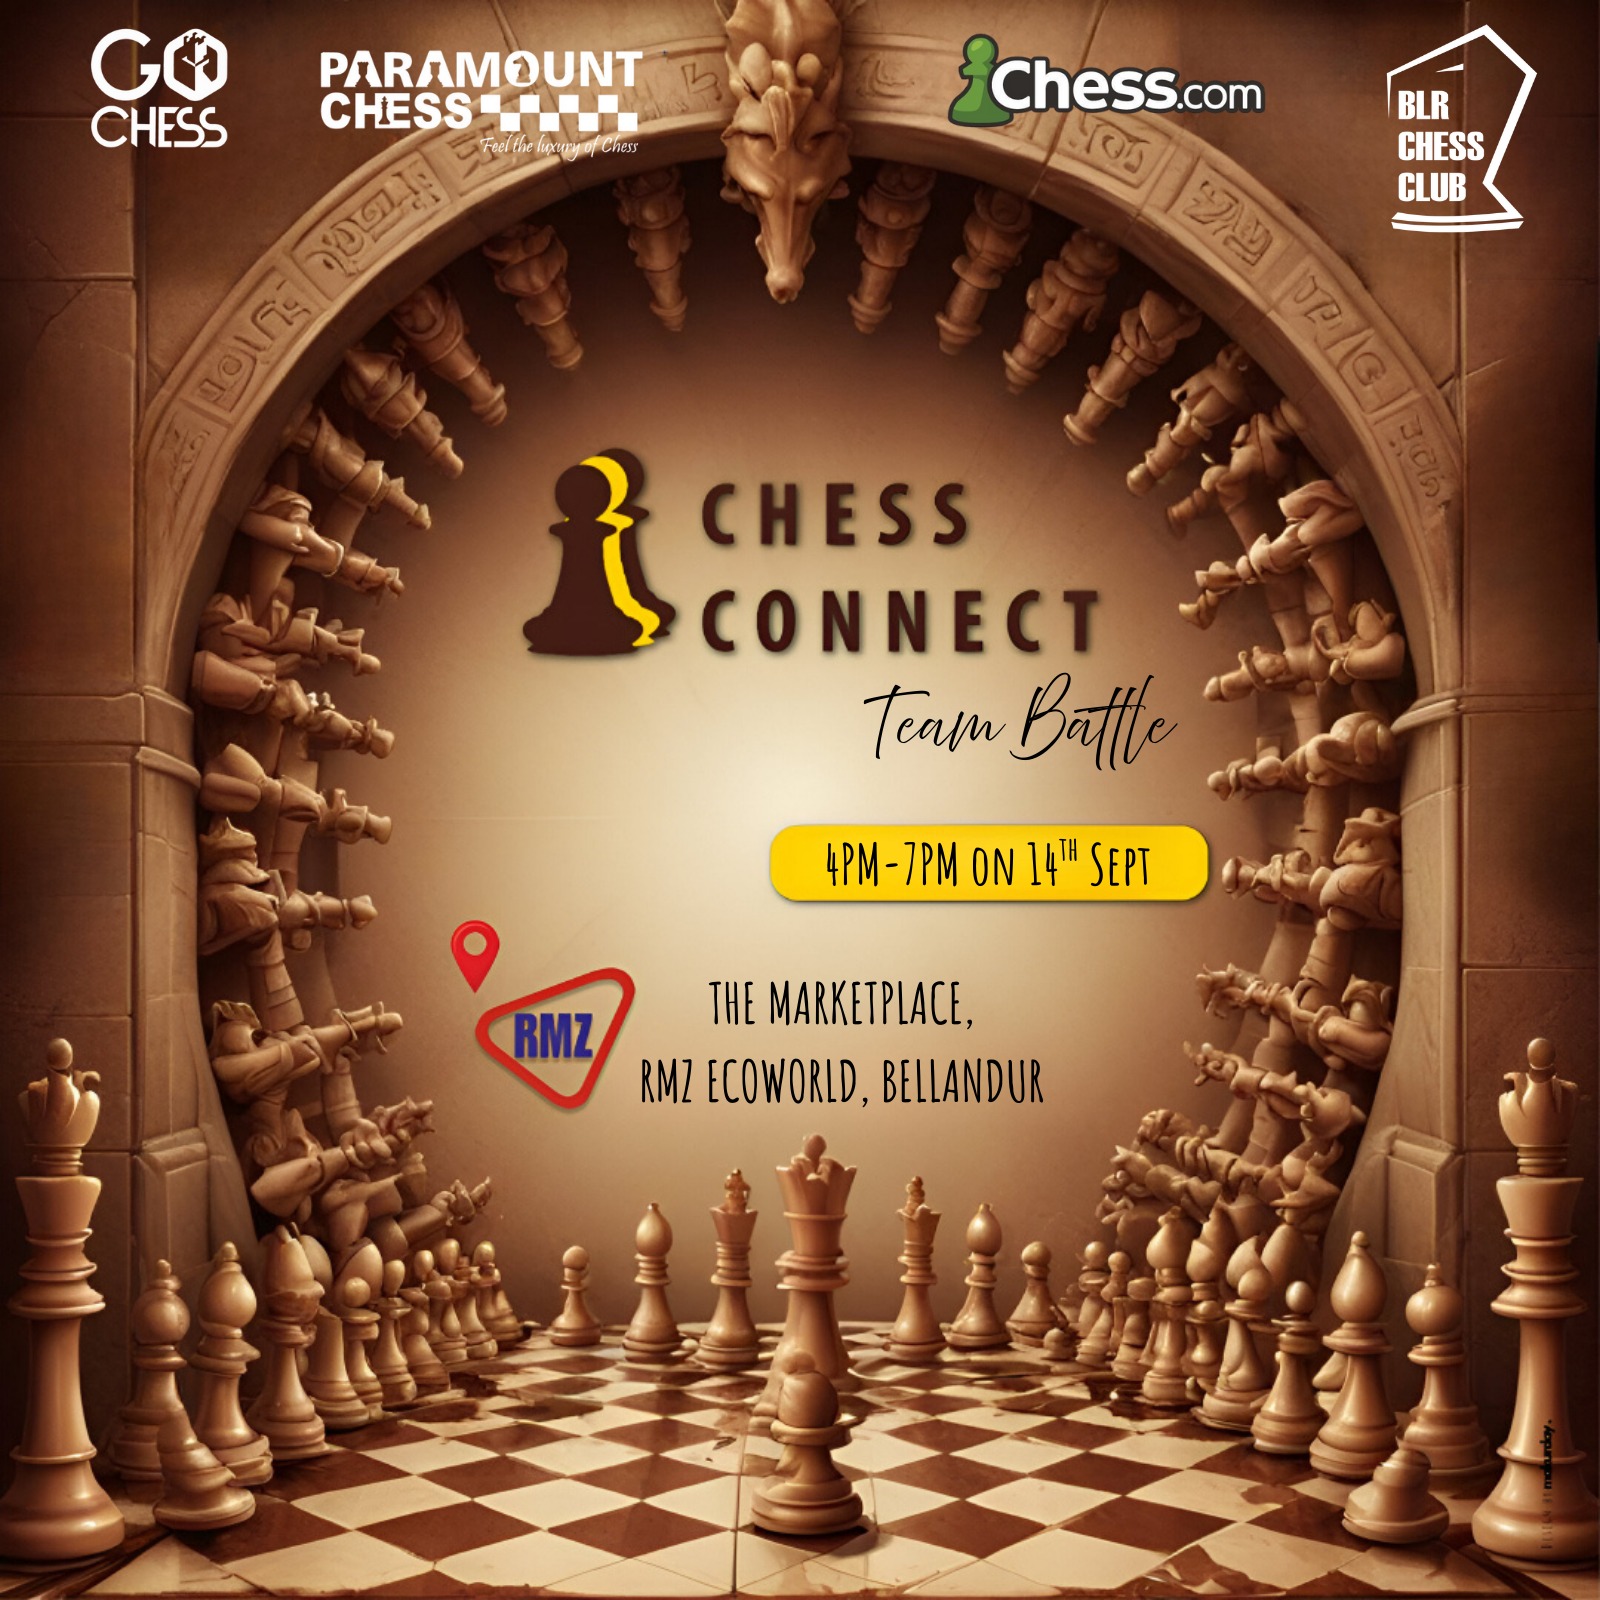 GO
CHESS
PARAMOUNT
CHESS
Feel the luxury of Chess
Chess.com
BLR
CHESS
CLUB
CHESS
CONNECT
Team Battle
4PM-7PM ON 14TH SEPT
RMZ
THE MARKETPLACE,
RMZ ECOWORLD, BELLANDUR